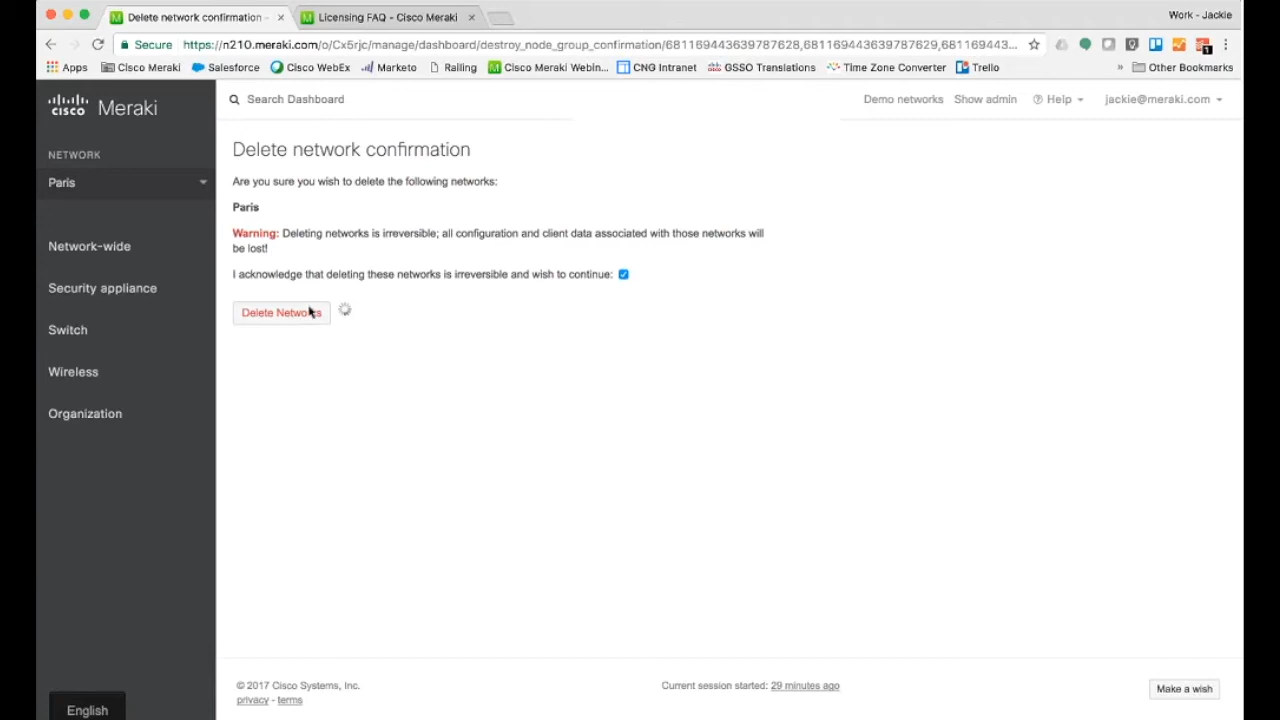 Delete network confirmation -
Licensing FAQ - Cisco Meraki
Work - Jackie
Secure
https://n210.meraki.com/o/Cx5rjc/manage/dashboard/destroy_node_group_confirmation/681169443639787628,681169443639787629,681169443...
Apps
Cisco Meraki
Salesforce
Cisco WebEx
Marketo
Railing
Cisco Meraki Webin...
CNG Intranet
GSSO Translations
Time Zone Converter
Trello
»
Other Bookmarks
cisco Meraki
Search Dashboard
Demo networks
Show admin
Help
jackie@meraki.com
NETWORK
Paris
Network-wide
Security appliance
Switch
Wireless
Organization
English
Delete network confirmation
Are you sure you wish to delete the following networks:
Paris
Warning: Deleting networks is irreversible; all configuration and client data associated with those networks will
be lost!
I acknowledge that deleting these networks is irreversible and wish to continue:
Delete Networks
© 2017 Cisco Systems, Inc.
privacy - terms
Current session started: 29 minutes ago
Make a wish